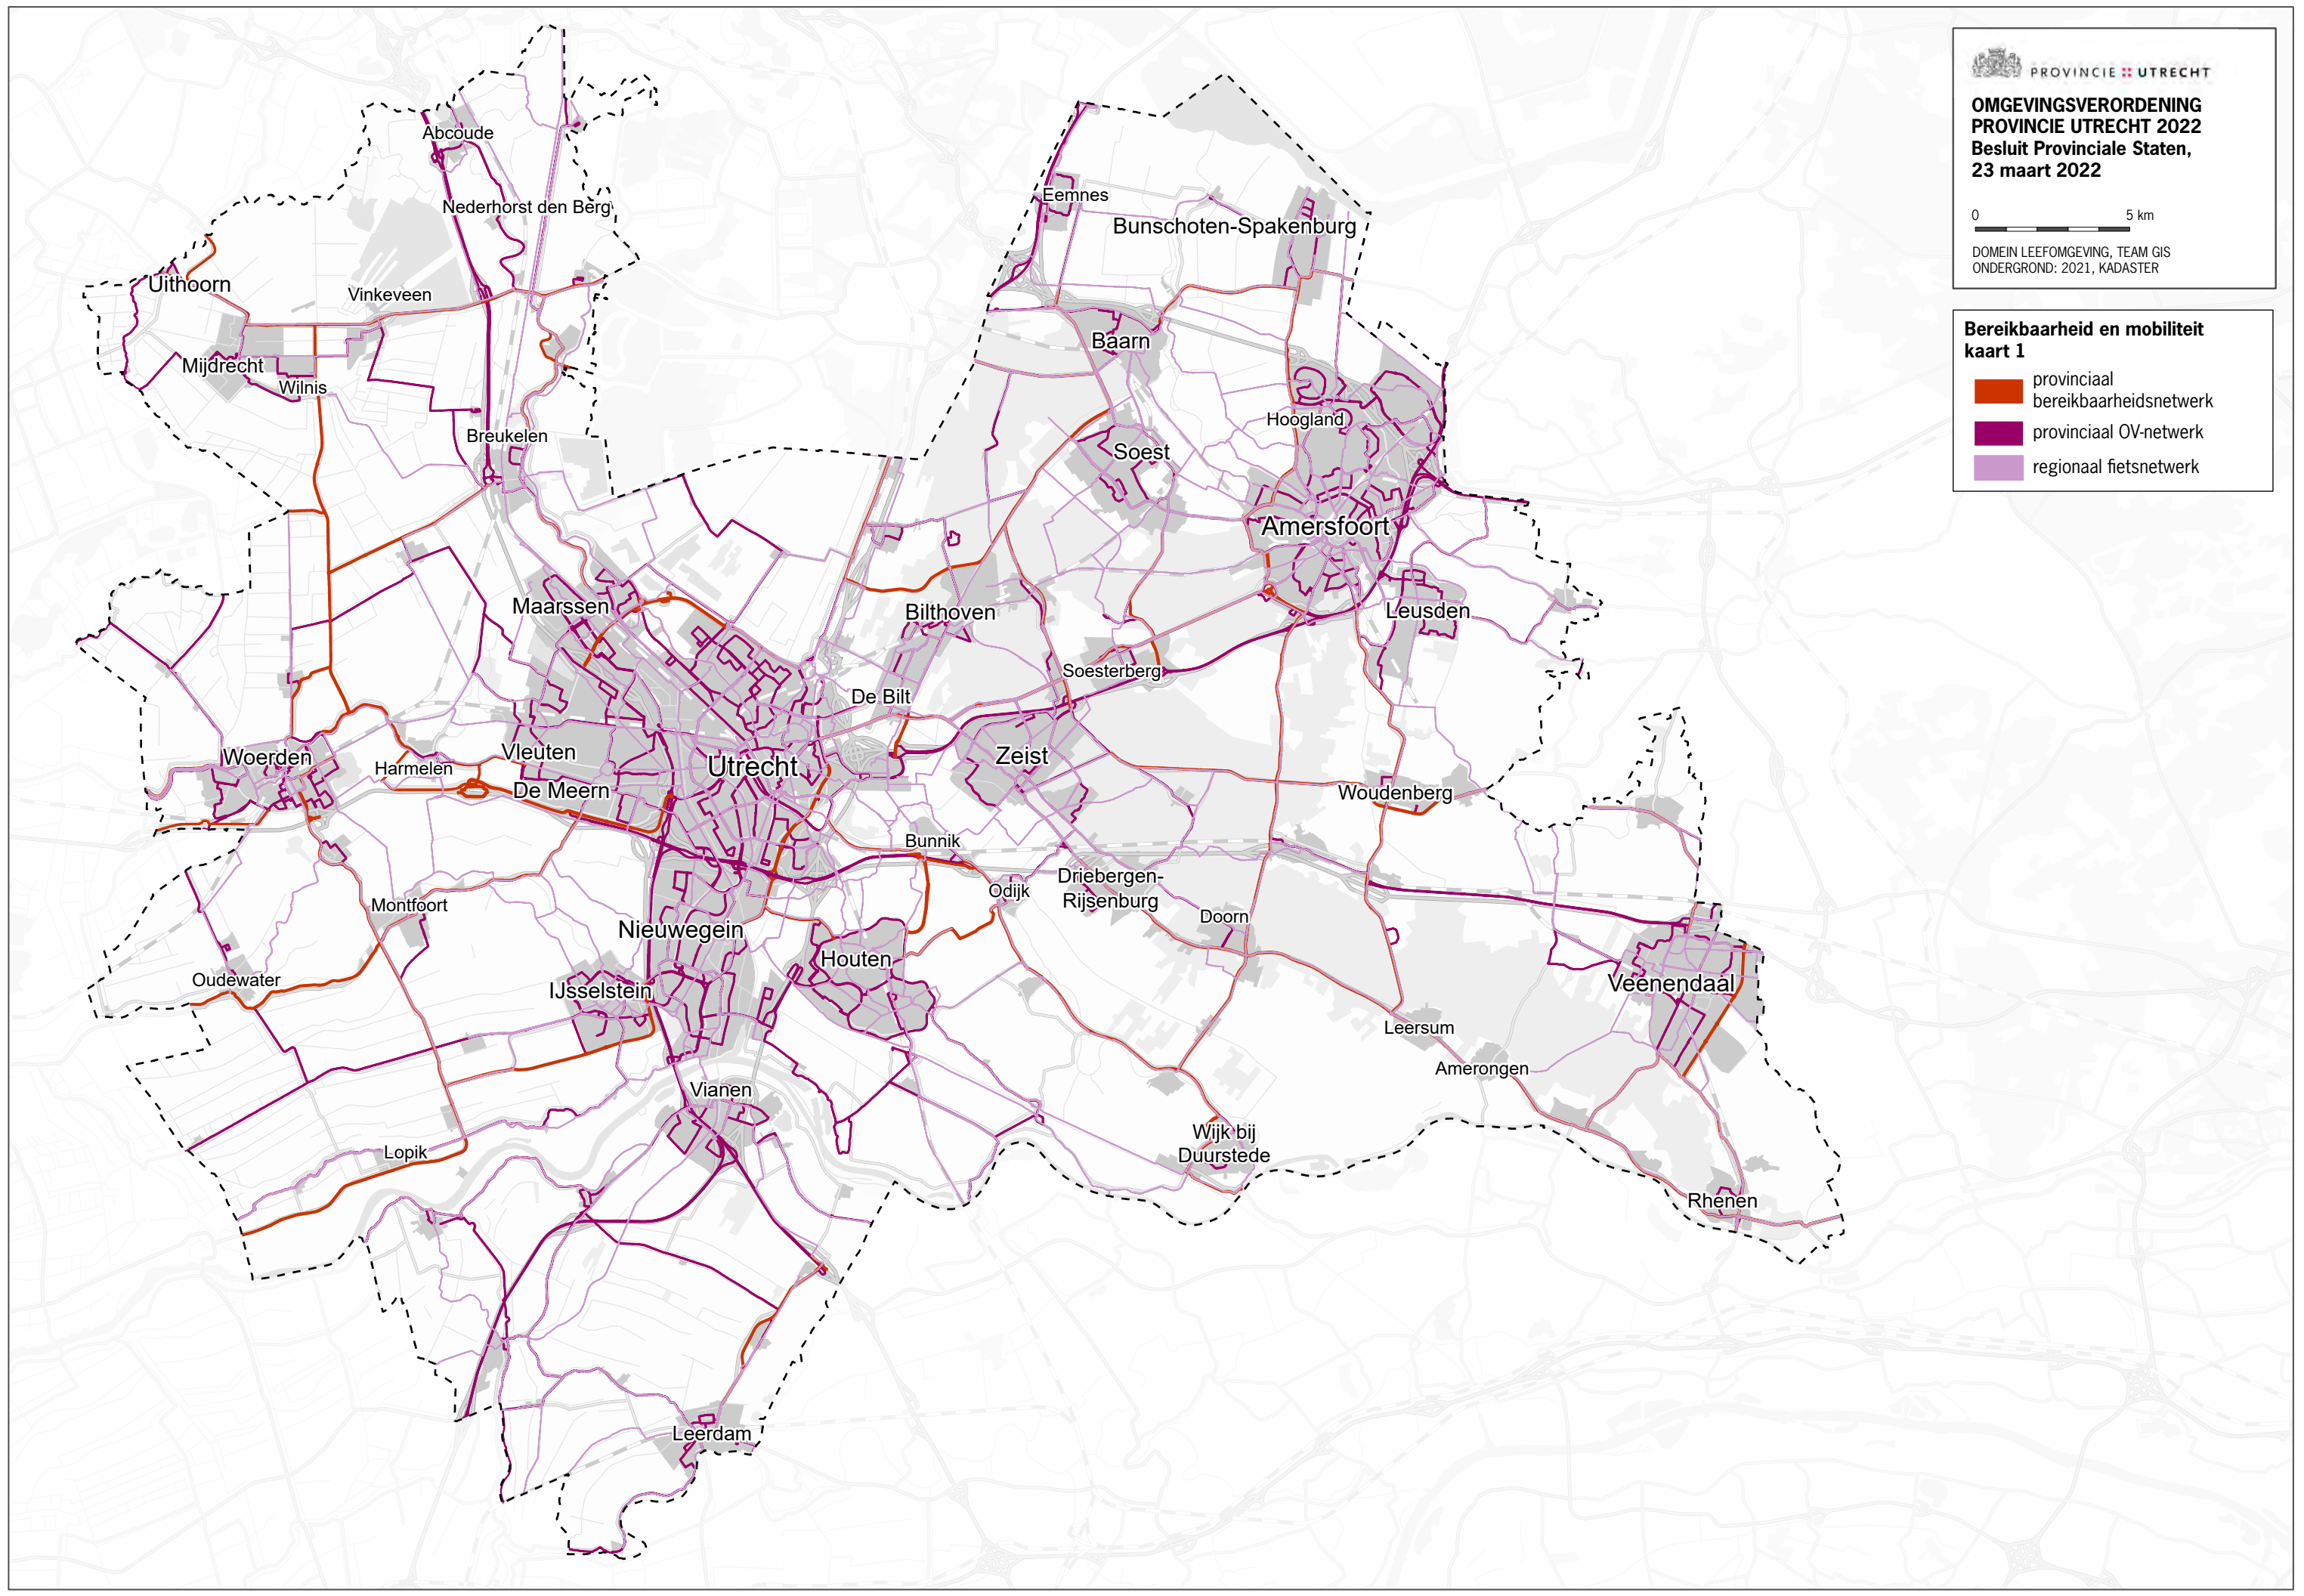 PROVINCIE UTRECHT
OMGEVINGSVERORDENING
PROVINCIE UTRECHT 2022
Besluit Provinciale Staten,
23 maart 2022
0 5 km
DOMEIN LEEFOMGEVING, TEAM GIS
ONDERGROND: 2021, KADASTER
Bereikbaarheid en mobiliteit
kaart 1
provinciaal
bereikbaarheidsnetwerk
provinciaal OV-netwerk
regionaal fietsnetwerk
Abcoude
Nederhorst den Berg
Eemnes
Bunschoten-Spakenburg
Uithoorn
Vinkeveen
Baarn
Mijdrecht
Wilnis
Hoogland
Breukelen
Soest
Amersfoort
Maarssen
Bilthoven
Leusden
Soesterberg
De Bilt
Woerden
Vleuten
Utrecht
Zeist
Harmelen
De Meern
Woudenberg
Bunnik
Driebergen-
Rijsenburg
Odijk
Montfoort
Doorn
Nieuwegein
Houten
Oudewater
IJsselstein
Veenendaal
Leersum
Amerongen
Vianen
Lopik
Wijk bij
Duurstede
Rhenen
Leerdam